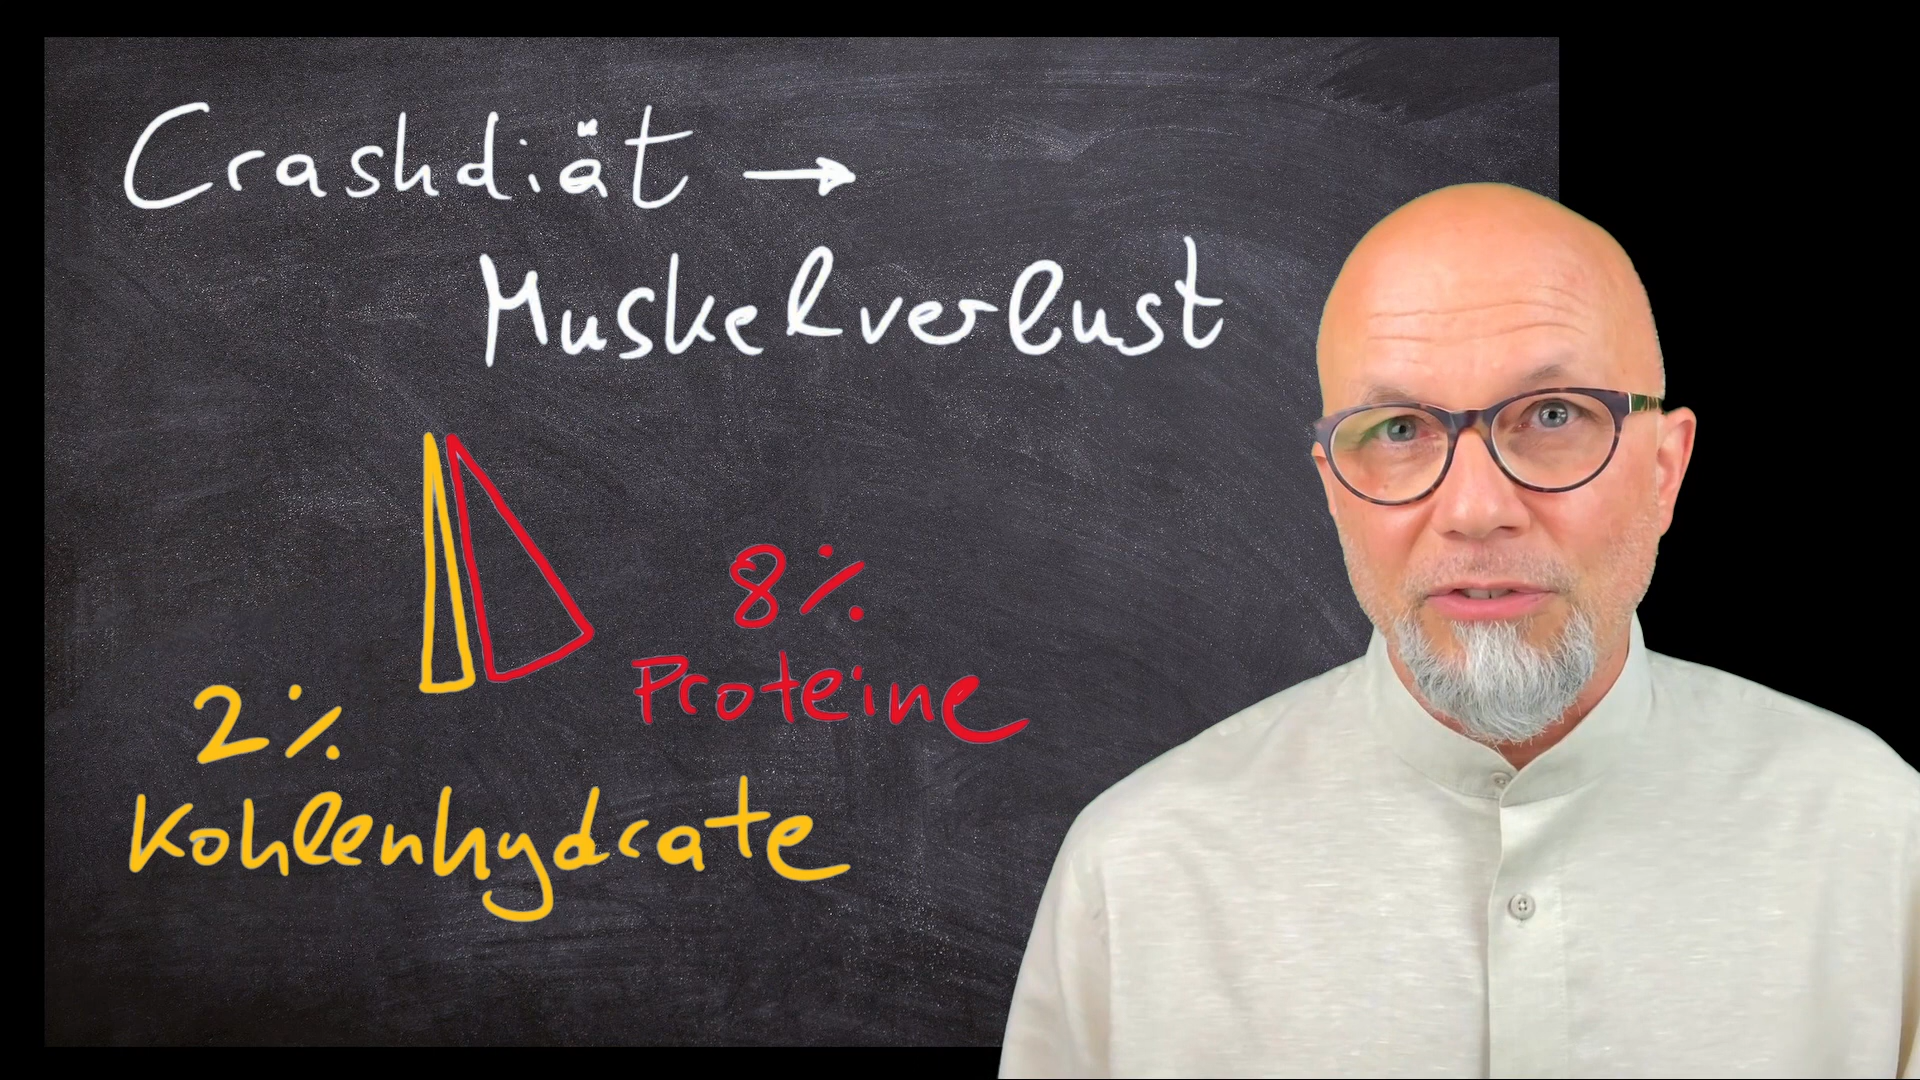 Crashdiät →
Muskelverlust
8%
Proteine
2%
Kohlenhydrate